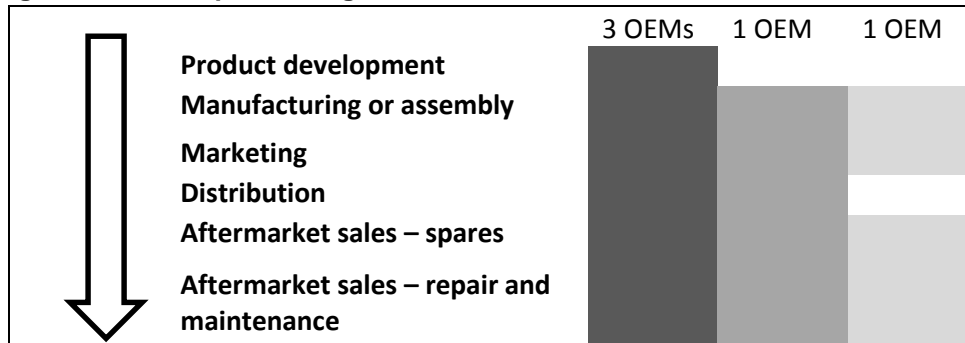 3 OEMs 1 OEM 1 OEM
Product development
Manufacturing or assembly
Marketing
Distribution
Aftermarket sales – spares
Aftermarket sales – repair and
maintenance